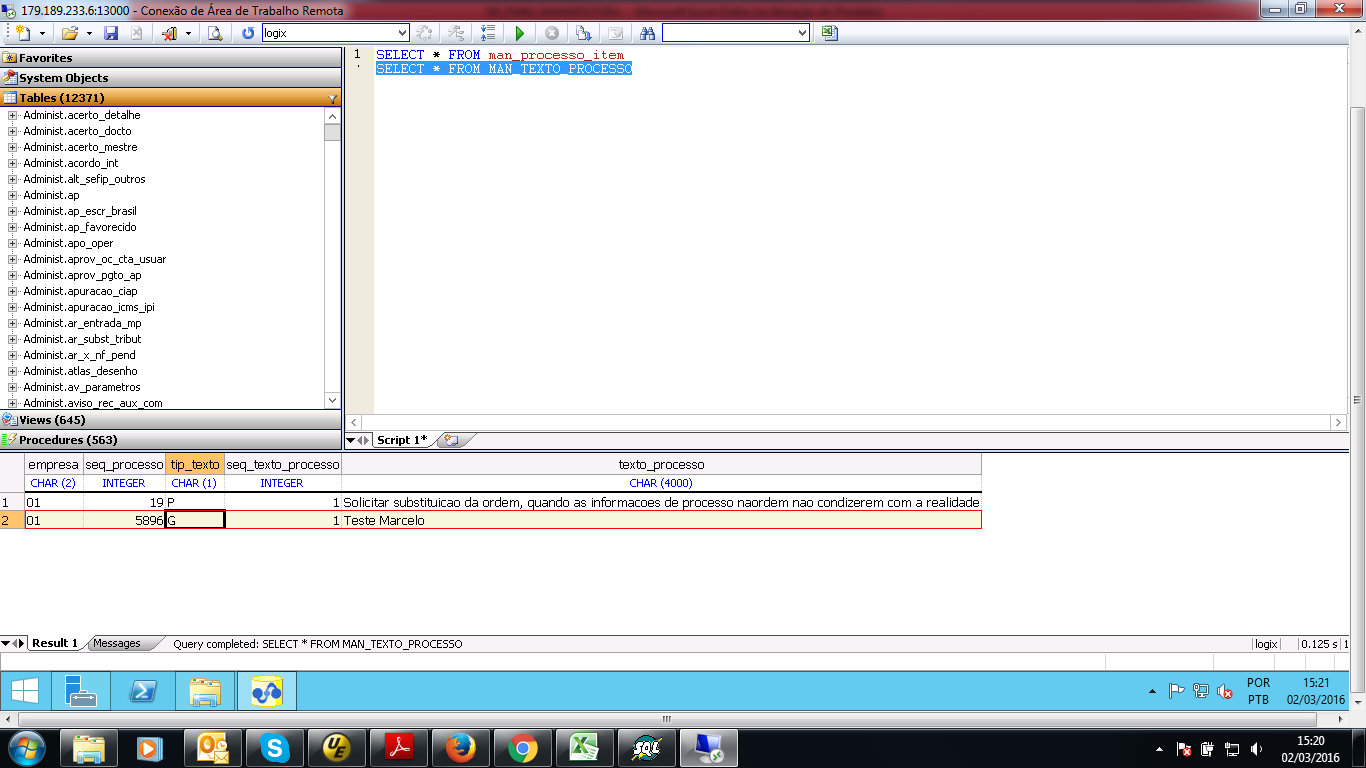 179.189.233.6:13000 - Conexão de Área de Trabalho Remota
logix
Favorites
System Objects
Tables (12371)
Administ.acerto_detalhe
Administ.acerto_docto
Administ.acerto_mestre
Administ.acordo_int
Administ.alt_sefip_outros
Administ.ap
Administ.ap_escr_brasil
Administ.ap_favorecido
Administ.apo_oper
Administ.aprov_oc_cta_usuar
Administ.aprov_pgto_ap
Administ.apuracao_ciap
Administ.apuracao_icms_ipi
Administ.ar_entrada_mp
Administ.ar_subst_tribut
Administ.ar_x_nf_pend
Administ.atlas_desenho
Administ.av_parametros
Administ.aviso_rec_aux_com
Views (645)
Procedures (563)
1 SELECT * FROM man_processo_item
SELECT * FROM MAN_TEXTO_PROCESSO
Script 1*
empresa seq_processo tip_texto seq_texto_processo texto_processo
CHAR (2) INTEGER CHAR (1) INTEGER CHAR (4000)
1 01 19 P 1 Solicitar substituicao da ordem, quando as informacoes de processo naordem nao condizerem com a realidade
2 01 5896 G 1 Teste Marcelo
Result 1 Messages Query completed: SELECT * FROM MAN_TEXTO_PROCESSO logix 0.125 s 1
POR 15:21
PTB 02/03/2016
UE S SQL
15:20
02/03/2016